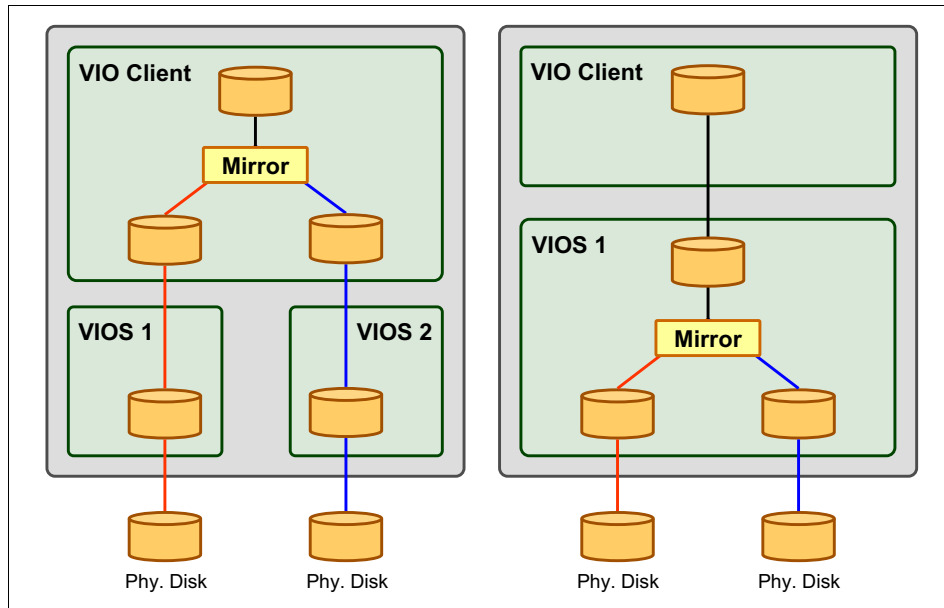 VIO Client
Mirror
VIOS 1
VIOS 2
Phy. Disk
Phy. Disk
VIO Client
VIOS 1
Mirror
Phy. Disk
Phy. Disk